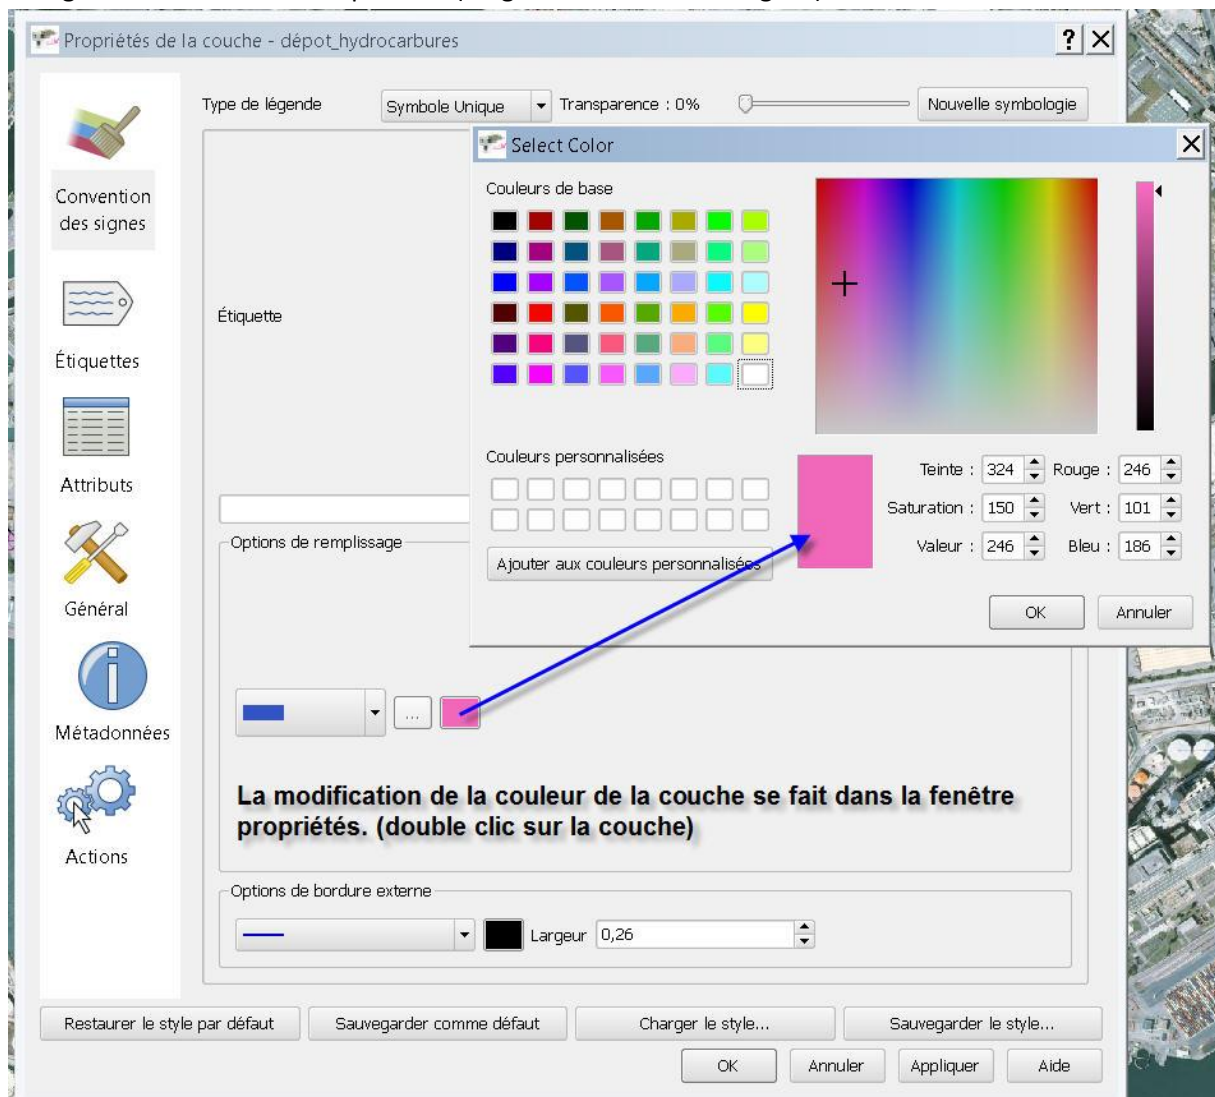 Propriétés de la couche - dépot_hydrocarbures
?
Convention
des signes
Étiquettes
Attributs
Général
Métadonnées
Actions
Type de légende
Symbole Unique
Transparence : 0%
Nouvelle symbologie
Étiquette
Select Color
Couleurs de base
Couleurs personnalisées
Ajouter aux couleurs personnalisées
Teinte : 324 Rouge : 246
Saturation : 150 Vert : 101
Valeur : 246 Bleu : 186
OK
Annuler
Options de remplissage
...
La modification de la couleur de la couche se fait dans la fenêtre
propriétés. (double clic sur la couche)
Options de bordure externe
Largeur 0,26
Restaurer le style par défaut
Sauvegarder comme défaut
Charger le style...
Sauvegarder le style...
OK
Annuler
Appliquer
Aide